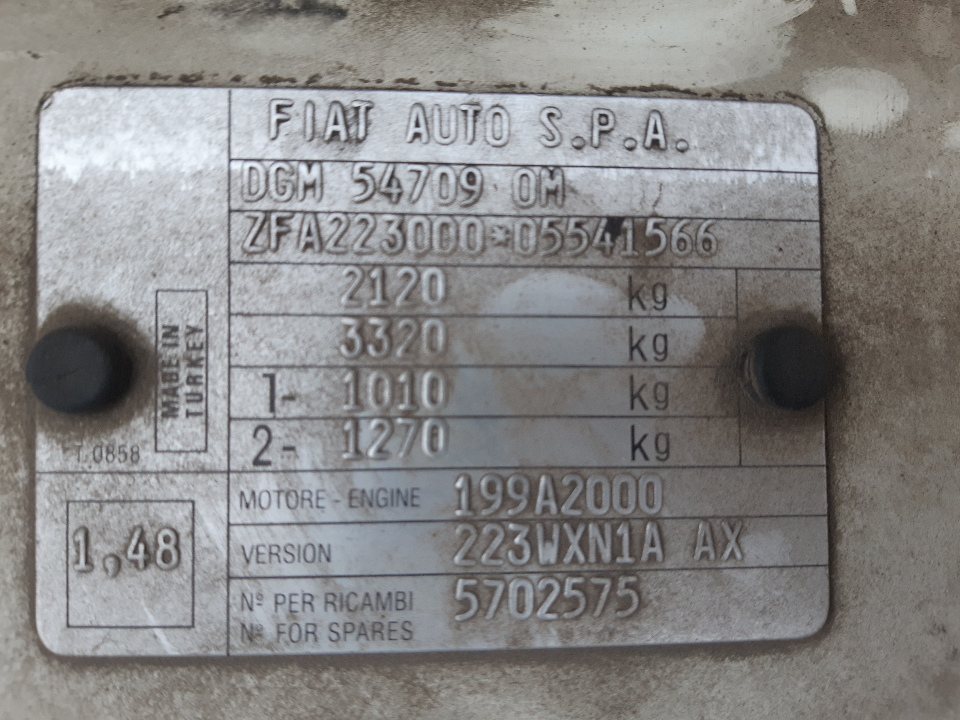 FIAT AUTO S.P.A.
DGM 54709 OM
ZFA223000*05541566
2120 kg
3320 kg
1- 1010 kg
2- 1270 kg
MADE IN
TURKEY
T.0858
MOTORE - ENGINE 199A2000
1,48
VERSION 223WXN1A AX
Nº PER RICAMBI 5702575
Nº FOR SPARES